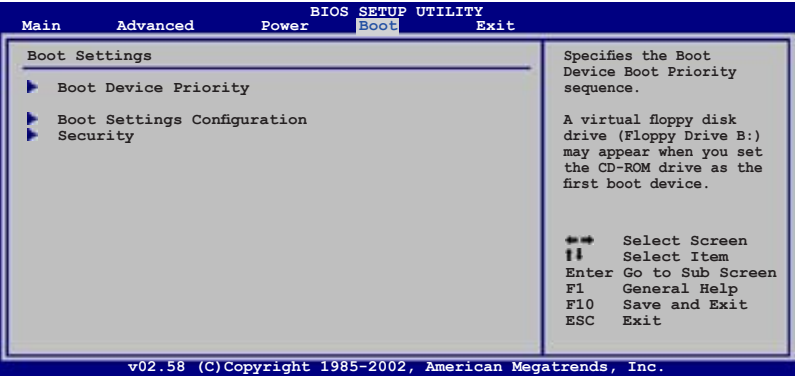 BIOS SETUP UTILITY
Main Advanced Power Boot Exit
Boot Settings
Boot Device Priority
Boot Settings Configuration
Security
Specifies the Boot
Device Boot Priority
sequence.
A virtual floppy disk
drive (Floppy Drive B:)
may appear when you set
the CD-ROM drive as the
first boot device.
Select Screen
Select Item
Enter Go to Sub Screen
F1 General Help
F10 Save and Exit
ESC Exit
v02.58 (C)Copyright 1985-2002, American Megatrends, Inc.